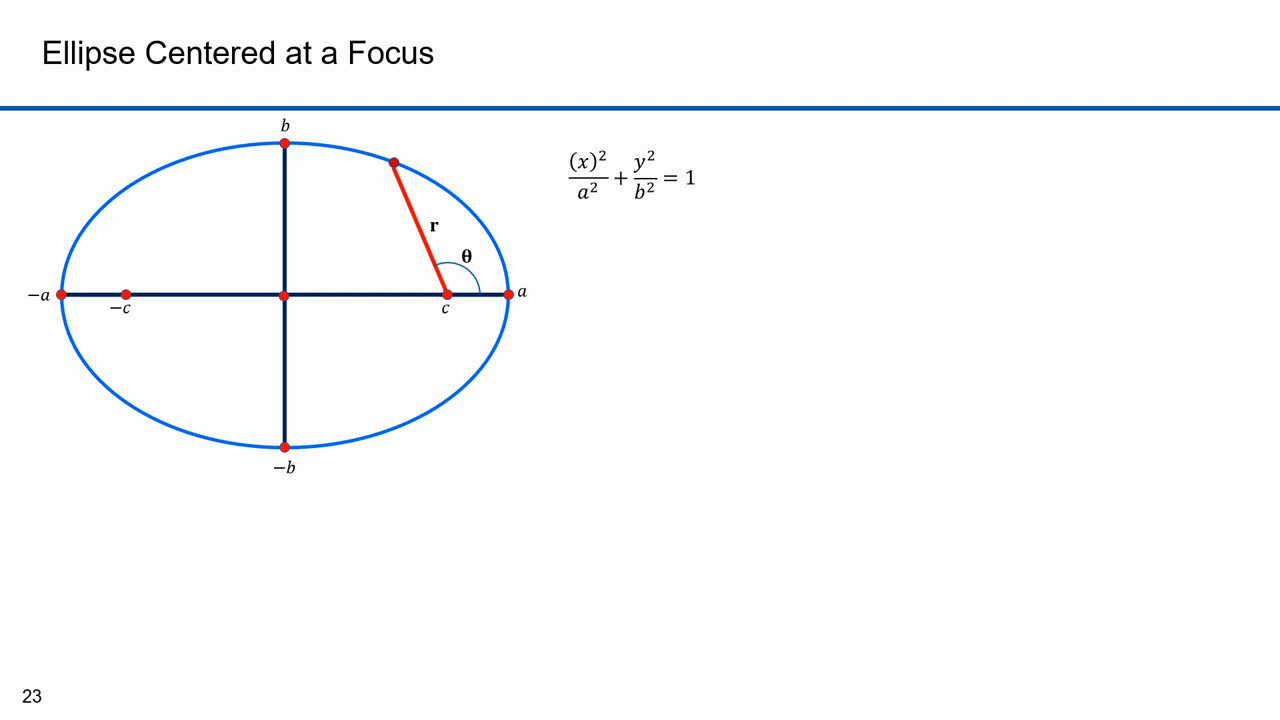 Ellipse Centered at a Focus
b
(x)²/a² + y²/b² = 1
r
θ
−a
a
−c
c
−b
23